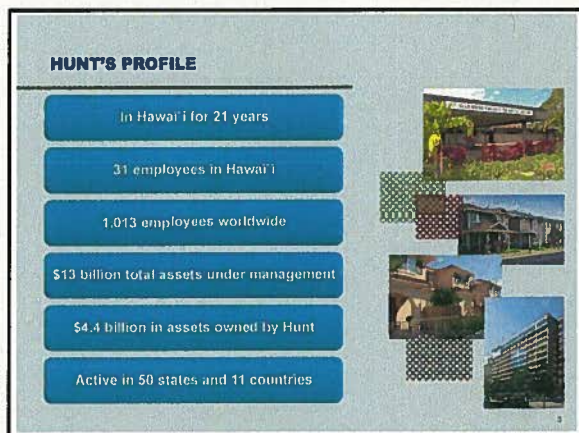 HUNT'S PROFILE
In Hawai`i for 21 years
31 employees in Hawai`i
1,013 employees worldwide
$13 billion total assets under management
$4.4 billion in assets owned by Hunt
Active in 50 states and 11 countries
3